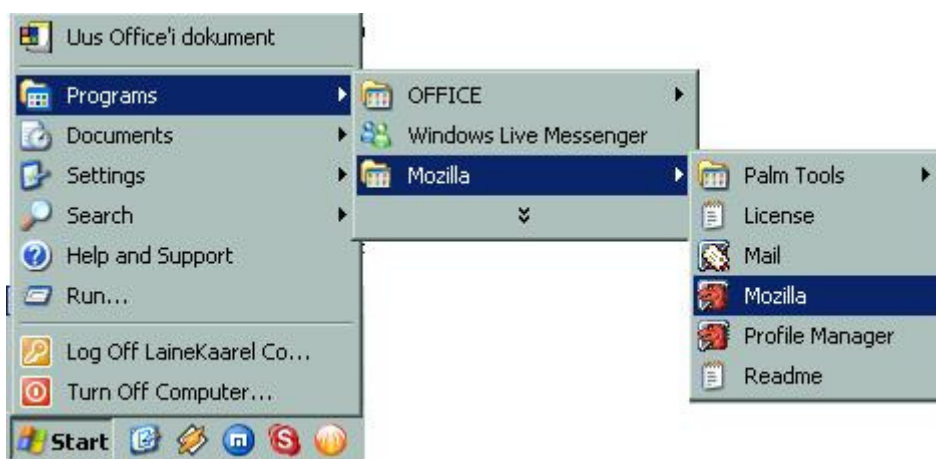 Uus Office'i dokument
Programs
Documents
Settings
Search
Help and Support
Run...
Log Off LaineKaarel Co...
Turn Off Computer...
Start
OFFICE
Windows Live Messenger
Mozilla
Palm Tools
License
Mail
Mozilla
Profile Manager
Readme